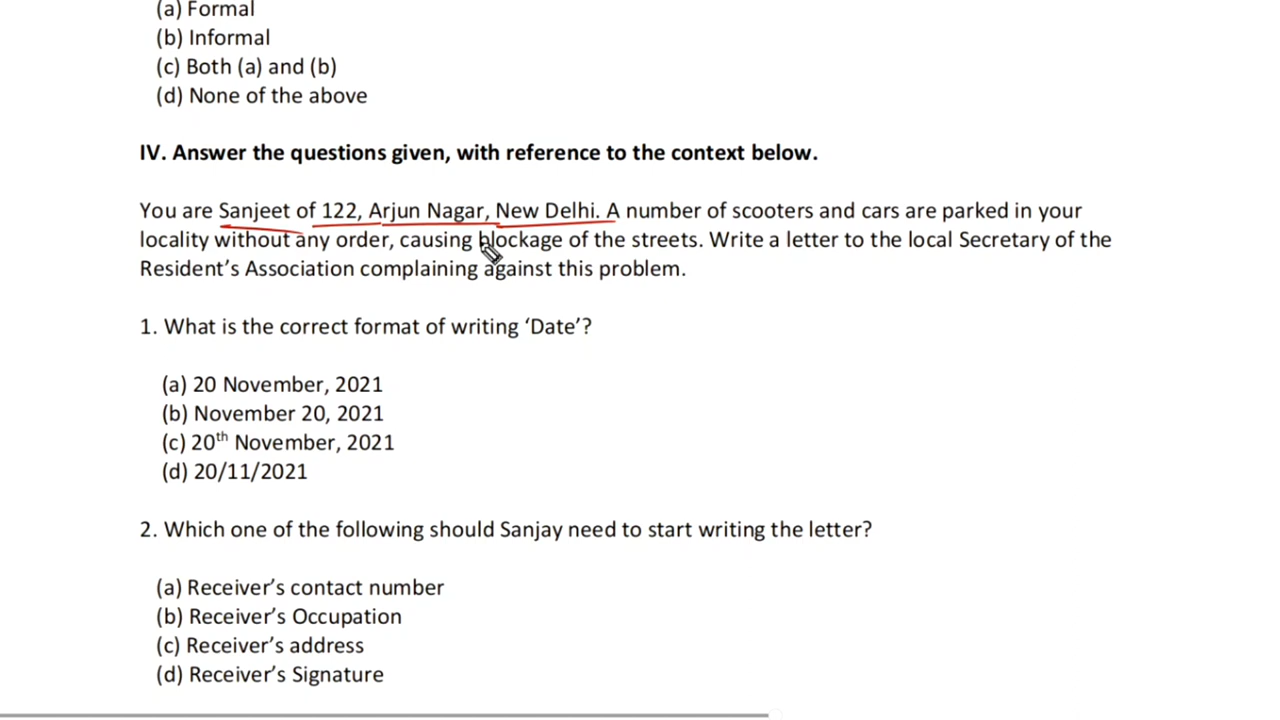 (a) Formal
(b) Informal
(c) Both (a) and (b)
(d) None of the above
IV. Answer the questions given, with reference to the context below.
You are Sanjeet of 122, Arjun Nagar, New Delhi. A number of scooters and cars are parked in your
locality without any order, causing blockage of the streets. Write a letter to the local Secretary of the
Resident’s Association complaining against this problem.
1. What is the correct format of writing ‘Date’?
(a) 20 November, 2021
(b) November 20, 2021
(c) 20th November, 2021
(d) 20/11/2021
2. Which one of the following should Sanjay need to start writing the letter?
(a) Receiver’s contact number
(b) Receiver’s Occupation
(c) Receiver’s address
(d) Receiver’s Signature